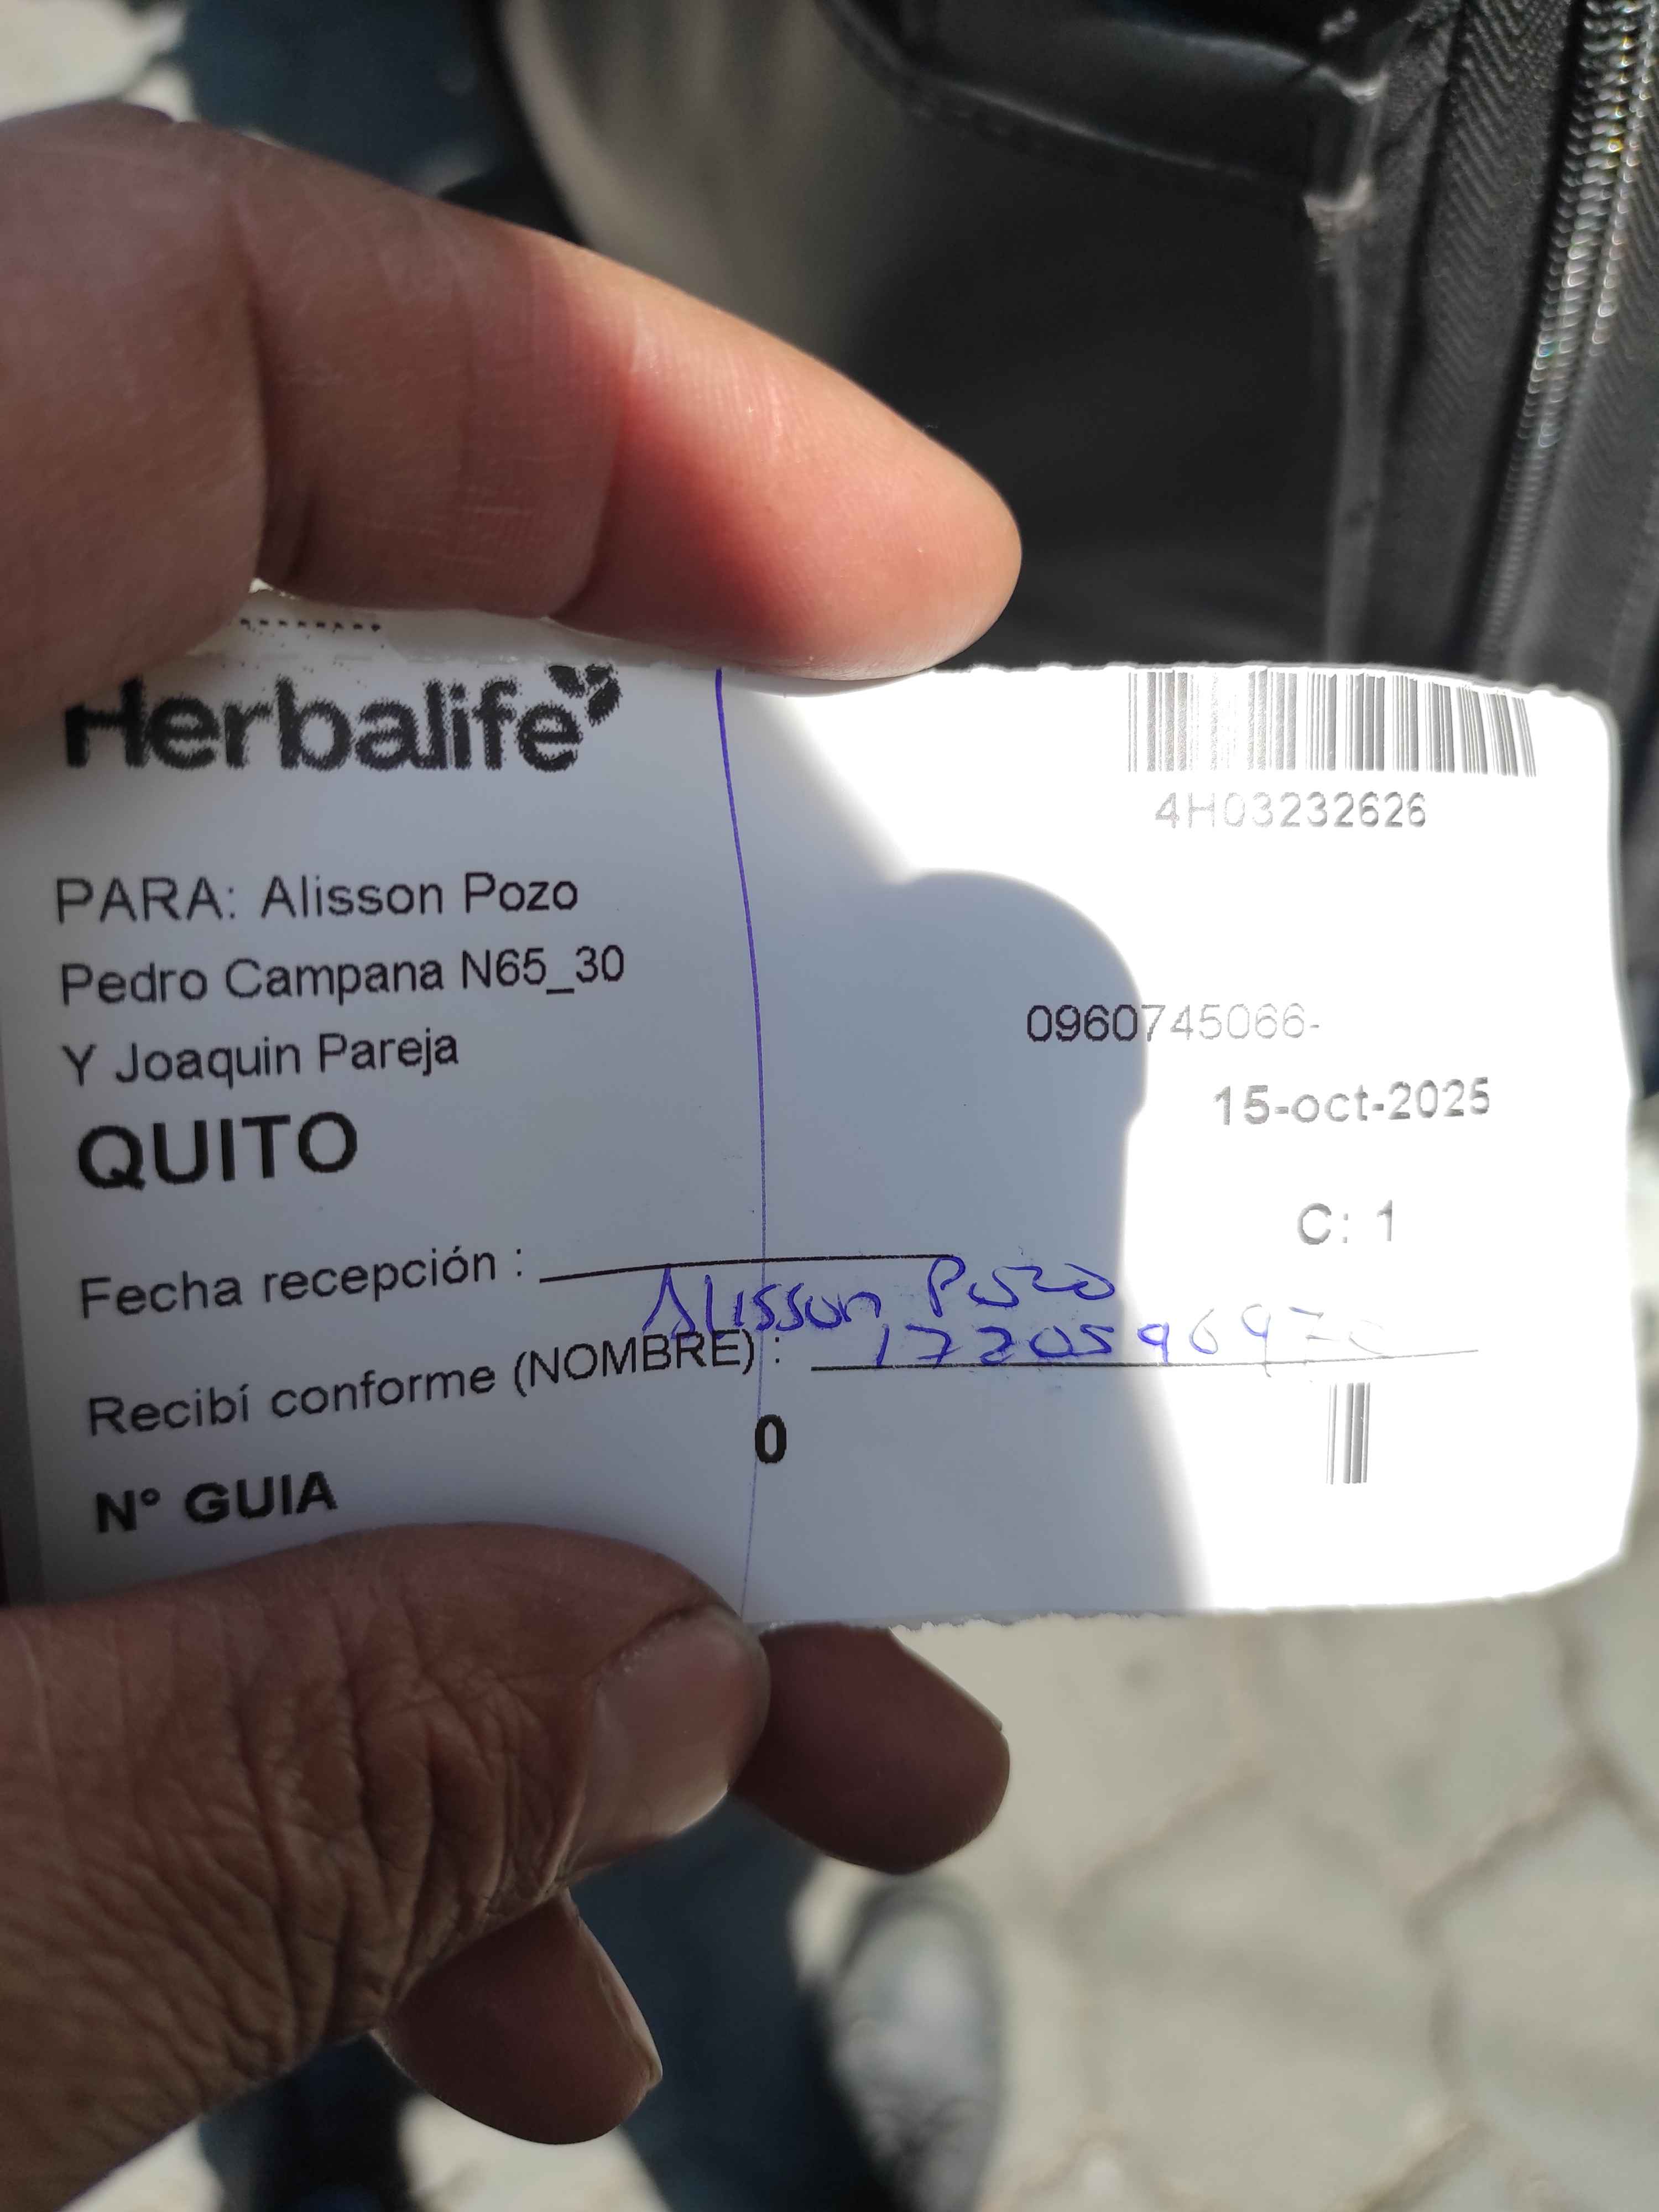 Herbalife
4H03232626
PARA: Alisson Pozo
Pedro Campana N65_30
Y Joaquin Pareja
0960745066-
QUITO
15-oct-2025
C: 1
Fecha recepción :
Alisson Pozo
Recibí conforme (NOMBRE) :
0
N° GUIA